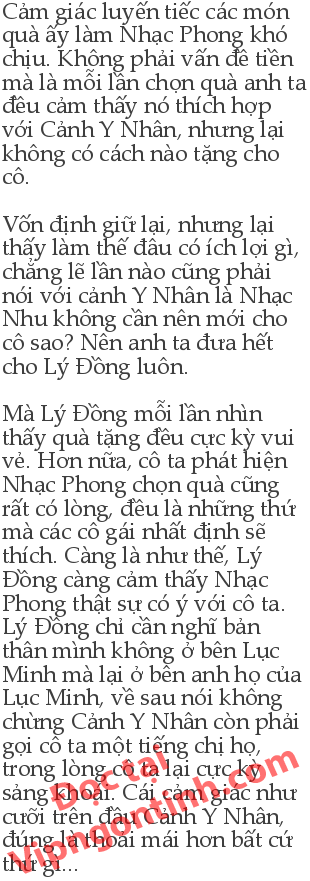 Cảm giác luyến tiếc các món
quà ấy làm Nhạc Phong khó
chịu. Không phải vấn đề tiền
mà là mỗi lần chọn quà anh ta
đều cảm thấy nó thích hợp
với Cảnh Y Nhân, nhưng lại
không có cách nào tặng cho
cô.
Vốn định giữ lại, nhưng lại
thấy làm thế đâu có ích lợi gì,
chẳng lẽ lần nào cũng phải
nói với cảnh Y Nhân là Nhạc
Nhu không cần nên mới cho
cô sao? Nên anh ta đưa hết
cho Lý Đồng luôn.
Mà Lý Đồng mỗi lần nhìn
thấy quà tặng đều cực kỳ vui
vẻ. Hơn nữa, cô ta phát hiện
Nhạc Phong chọn quà cũng
rất có lòng, đều là những thứ
mà các cô gái nhất định sẽ
thích. Càng là như thế, Lý
Đồng càng cảm thấy Nhạc
Phong thật sự có ý với cô ta.
Lý Đồng chỉ cần nghĩ bản
thân mình không ở bên Lục
Minh mà lại ở bên anh họ của
Lục Minh, về sau nói không
chừng Cảnh Y Nhân còn phải
gọi cô ta một tiếng chị họ,
trong lòng cô ta lại cực kỳ
sảng khoái. Cái cảm giác như
cưỡi trên đầu Cảnh Y Nhân,
đúng là thoải mái hơn bất cứ
thứ gì...
Đọc tại
Vipngontinh.com